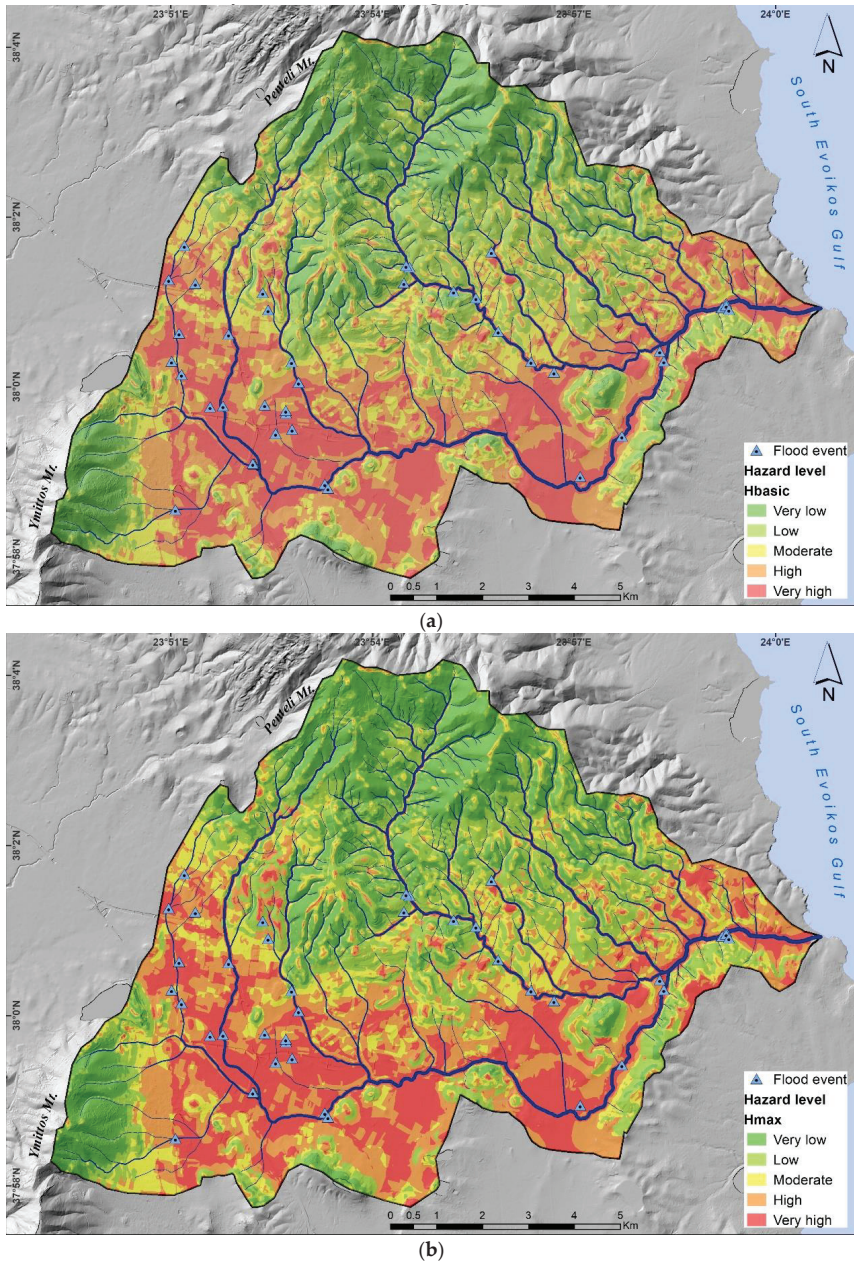 23°51'E 23°54'E 23°57'E 24°0'E
38°4'N
Penteli Mt.
N
South Evoikos Gulf
38°2'N
38°0'N
Ymittos Mt.
37°58'N
Flood event
Hazard level
Hbasic
Very low
Low
Moderate
High
Very high
0 0.5 1 2 3 4 5
Km
(a)
23°51'E 23°54'E 23°57'E 24°0'E
38°4'N
Penteli Mt.
N
South Evoikos Gulf
38°2'N
38°0'N
Ymittos Mt.
37°58'N
Flood event
Hazard level
Hmax
Very low
Low
Moderate
High
Very high
0 0.5 1 2 3 4 5
Km
(b)